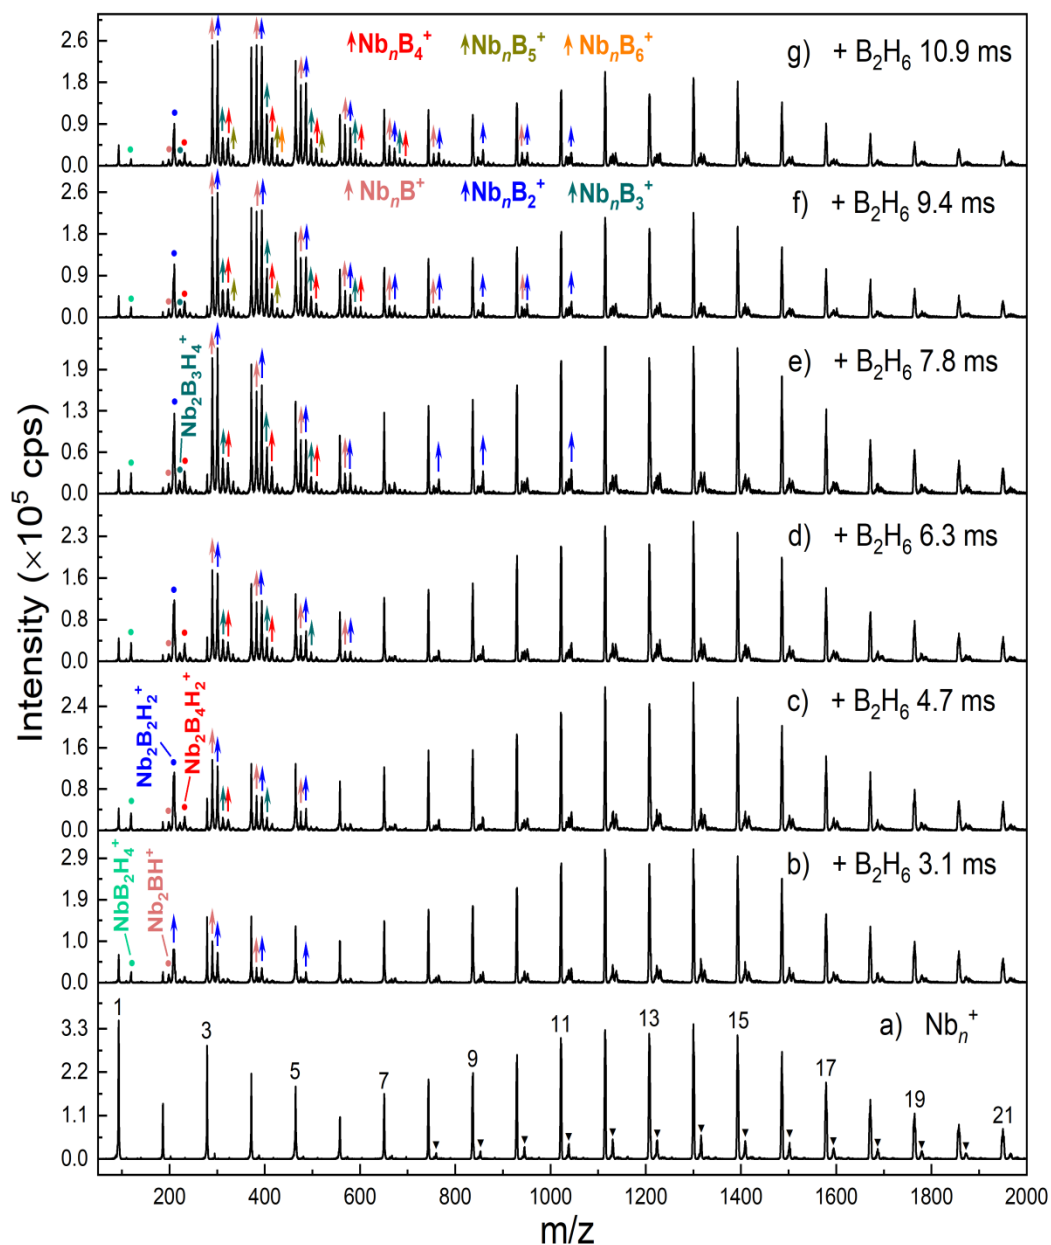 2.6
1.8
0.9
0.0
↑NbₙB₄⁺ ↑NbₙB₅⁺ ↑NbₙB₆⁺
g) + B₂H₆ 10.9 ms
2.6
1.8
0.9
0.0
↑NbₙB⁺ ↑NbₙB₂⁺ ↑NbₙB₃⁺
f) + B₂H₆ 9.4 ms
1.9
1.3
0.6
0.0
Nb₂B₃H₄⁺
e) + B₂H₆ 7.8 ms
2.3
1.6
0.8
0.0
d) + B₂H₆ 6.3 ms
2.4
1.6
0.8
0.0
Nb₂B₂H₂⁺
Nb₂B₄H₂⁺
c) + B₂H₆ 4.7 ms
2.9
1.9
1.0
0.0
NbB₂H₄⁺
Nb₂BH⁺
b) + B₂H₆ 3.1 ms
3.3
2.2
1.1
0.0
1 3 5 7 9 11 13 15 17 19 21
a) Nbₙ⁺
Intensity (×10⁵ cps)
200 400 600 800 1000 1200 1400 1600 1800 2000
m/z